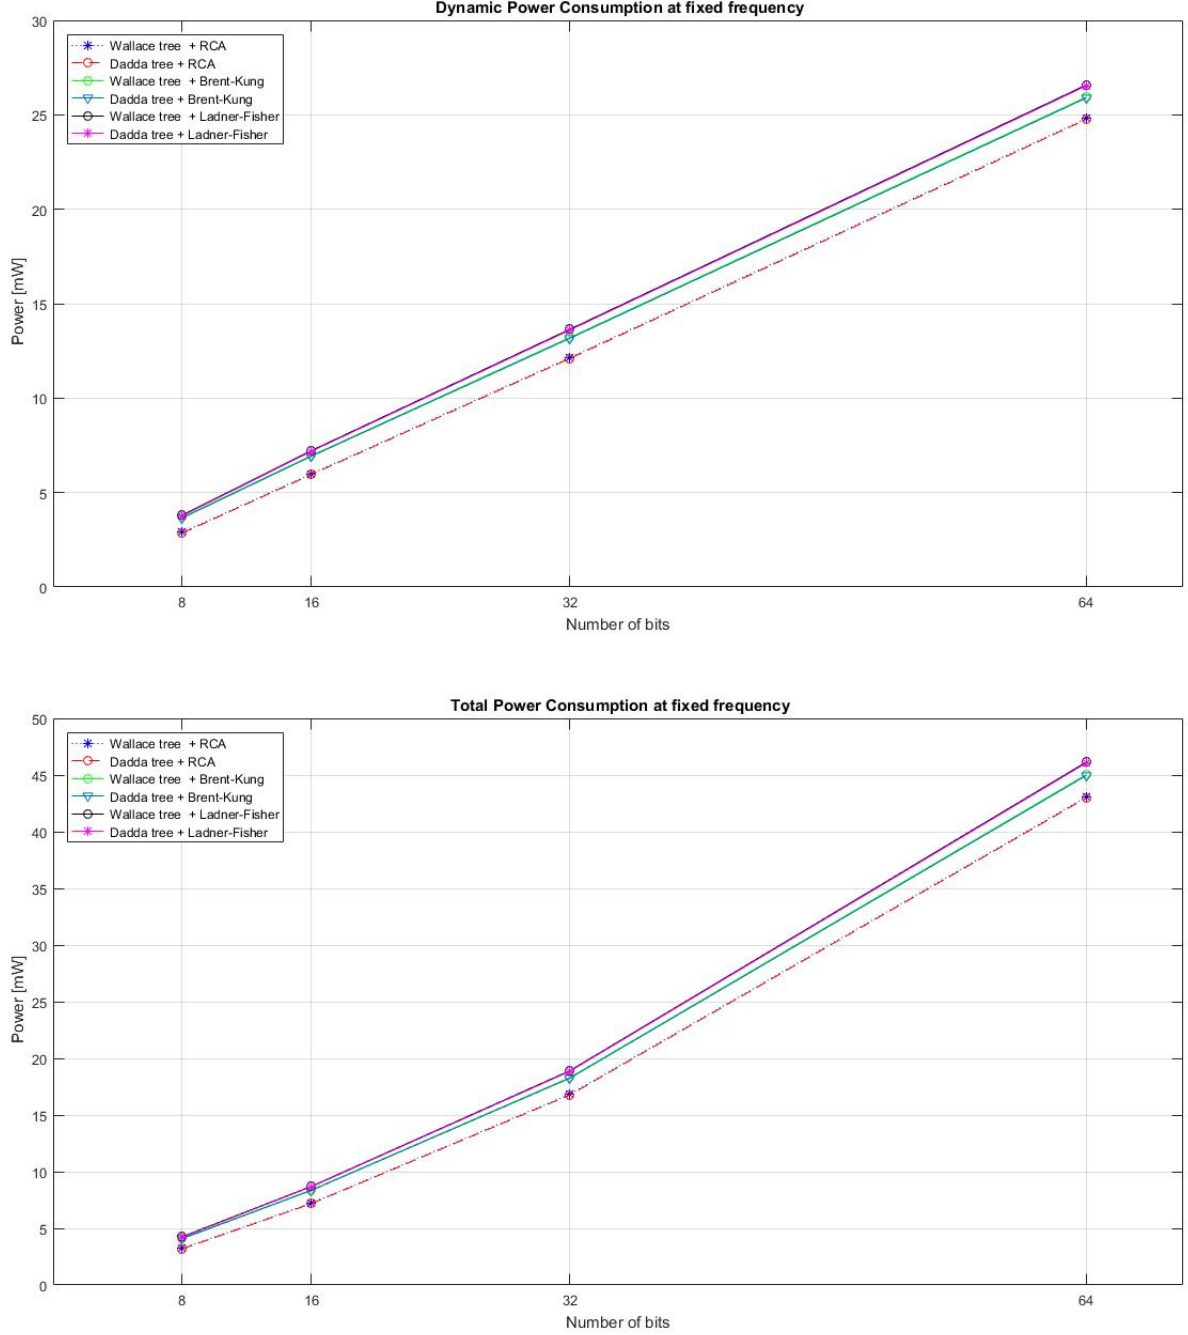 Dynamic Power Consumption at fixed frequency
30
25
20
15
10
5
0
Wallace tree + RCA
Dadda tree + RCA
Wallace tree + Brent-Kung
Dadda tree + Brent-Kung
Wallace tree + Ladner-Fisher
Dadda tree + Ladner-Fisher
Power [mW]
8 16 32 64
Number of bits
Total Power Consumption at fixed frequency
50
45
40
35
30
25
20
15
10
5
0
Wallace tree + RCA
Dadda tree + RCA
Wallace tree + Brent-Kung
Dadda tree + Brent-Kung
Wallace tree + Ladner-Fisher
Dadda tree + Ladner-Fisher
Power [mW]
8 16 32 64
Number of bits